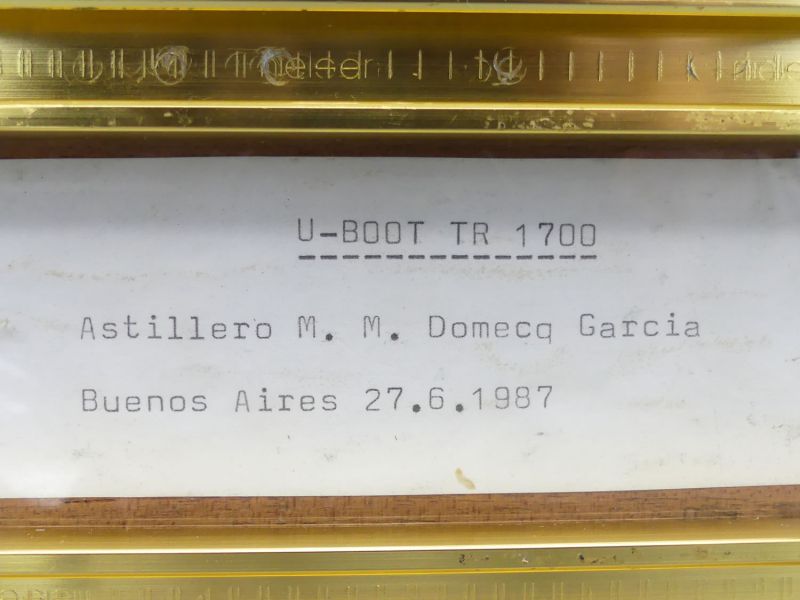 U-BOOT TR 1700
Astillero M. M. Domecq Garcia
Buenos Aires 27.6.1987